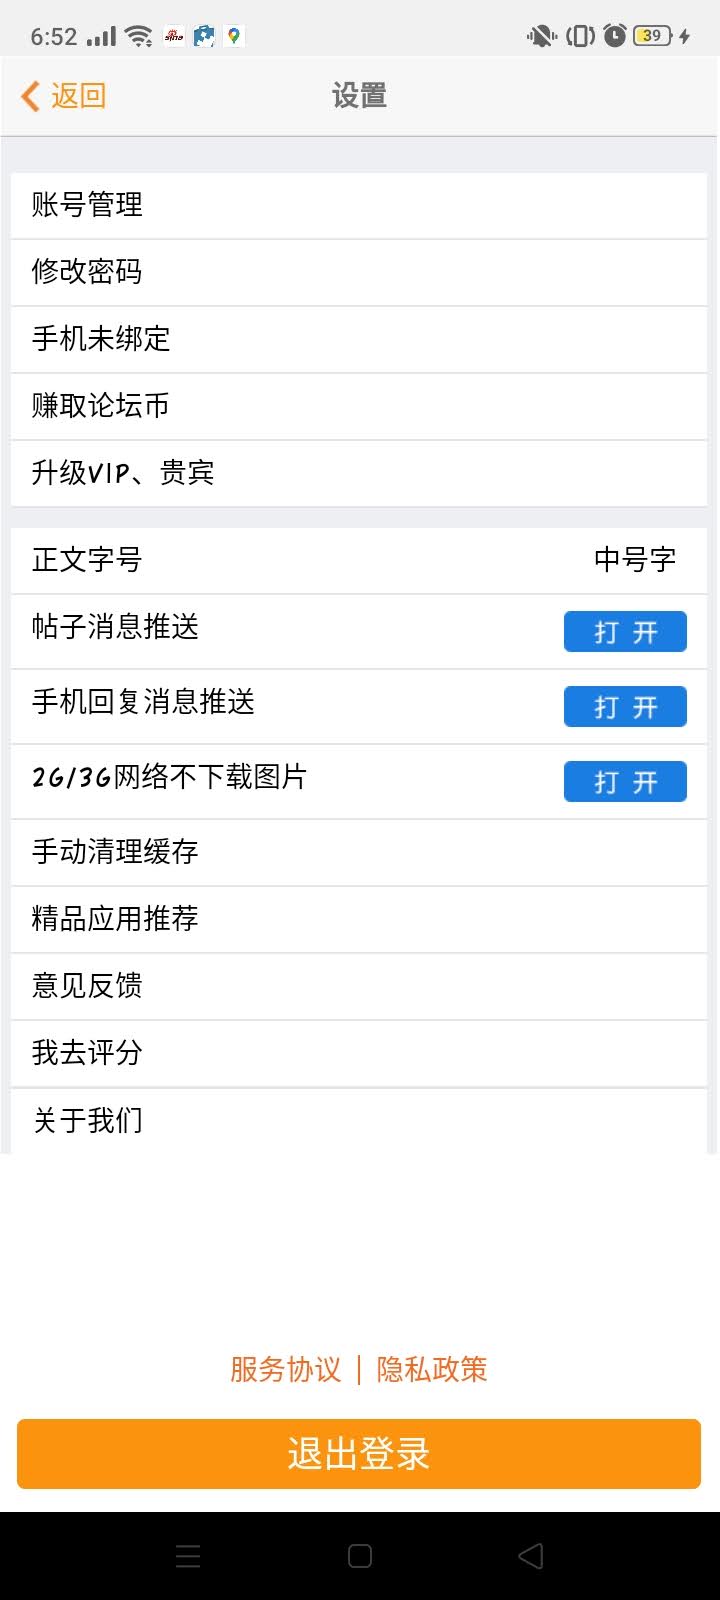 6:52
sina
39
返回
设置
账号管理
修改密码
手机未绑定
赚取论坛币
升级VIP、贵宾
正文字号 中号字
帖子消息推送 打 开
手机回复消息推送 打 开
2G/3G网络不下载图片 打 开
手动清理缓存
精品应用推荐
意见反馈
我去评分
关于我们
服务协议 | 隐私政策
退出登录